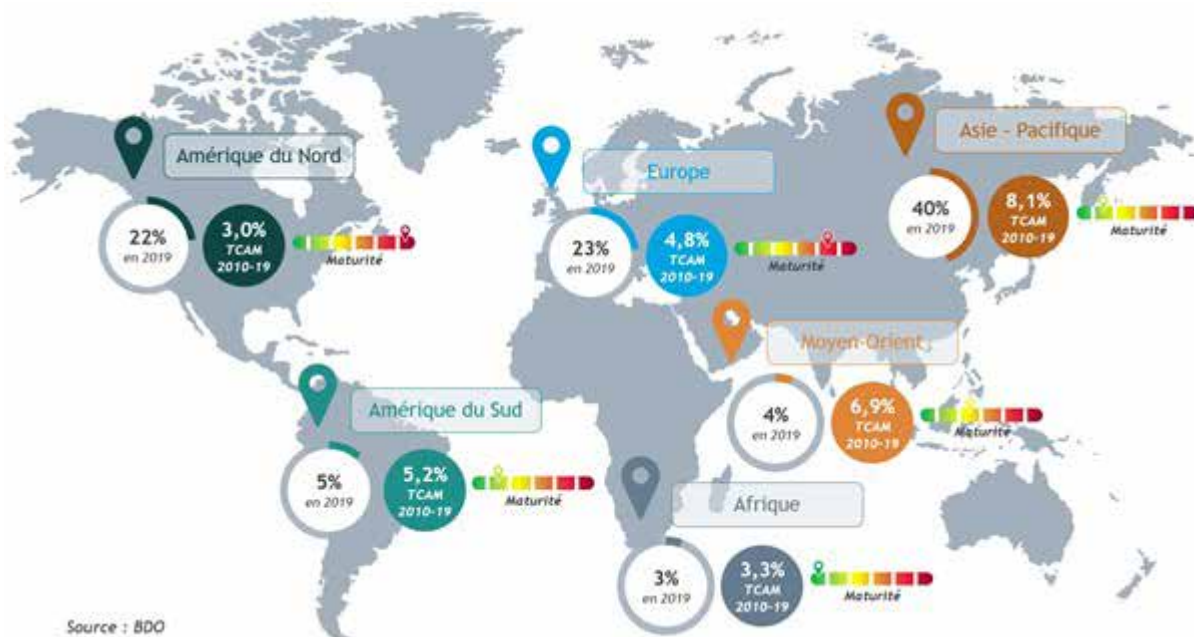 Amérique du Nord
22%
en 2019
3,0%
TCAM
2010-19
Maturité
Europe
23%
en 2019
4,8%
TCAM
2010-19
Maturité
Asie - Pacifique
40%
en 2019
8,1%
TCAM
2010-19
Maturité
Moyen-Orient
4%
en 2019
6,9%
TCAM
2010-19
Maturité
Amérique du Sud
5%
en 2019
5,2%
TCAM
2010-19
Maturité
Afrique
3%
en 2019
3,3%
TCAM
2010-19
Maturité
Source : BDO